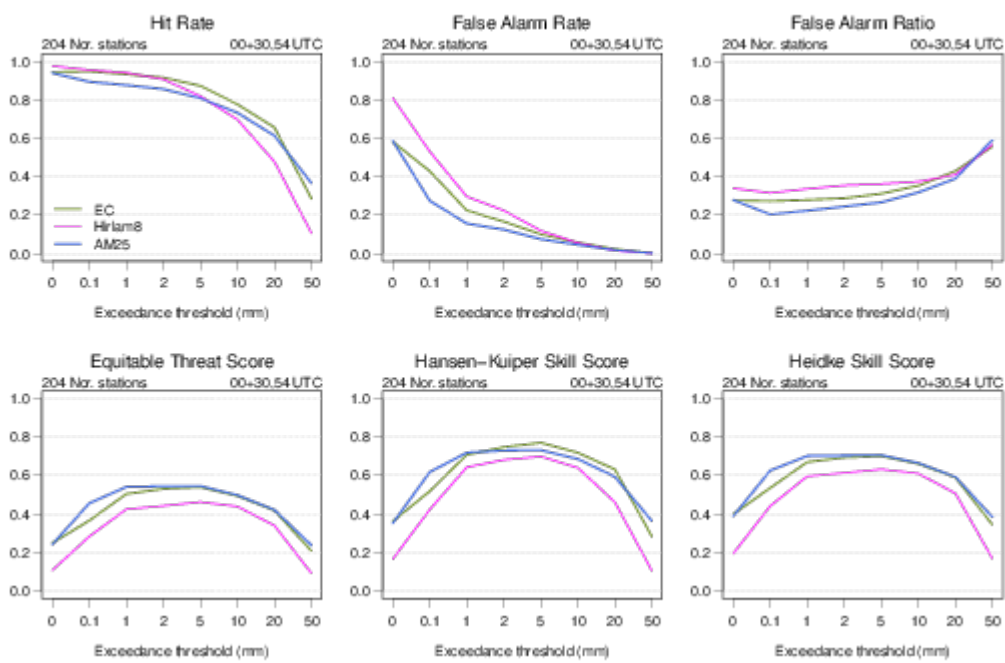 Hit Rate
204 Nor. stations 00+30,54 UTC
1.0
0.8
0.6
0.4
0.2
0.0
EC
Hirlam8
AM25
0 0.1 1 2 5 10 20 50
Exceedance threshold (mm)
False Alarm Rate
204 Nor. stations 00+30,54 UTC
1.0
0.8
0.6
0.4
0.2
0.0
0 0.1 1 2 5 10 20 50
Exceedance threshold (mm)
False Alarm Ratio
204 Nor. stations 00+30,54 UTC
1.0
0.8
0.6
0.4
0.2
0.0
0 0.1 1 2 5 10 20 50
Exceedance threshold (mm)
Equitable Threat Score
204 Nor. stations 00+30,54 UTC
1.0
0.8
0.6
0.4
0.2
0.0
0 0.1 1 2 5 10 20 50
Exceedance threshold (mm)
Hansen−Kuiper Skill Score
204 Nor. stations 00+30,54 UTC
1.0
0.8
0.6
0.4
0.2
0.0
0 0.1 1 2 5 10 20 50
Exceedance threshold (mm)
Heidke Skill Score
204 Nor. stations 00+30,54 UTC
1.0
0.8
0.6
0.4
0.2
0.0
0 0.1 1 2 5 10 20 50
Exceedance threshold (mm)